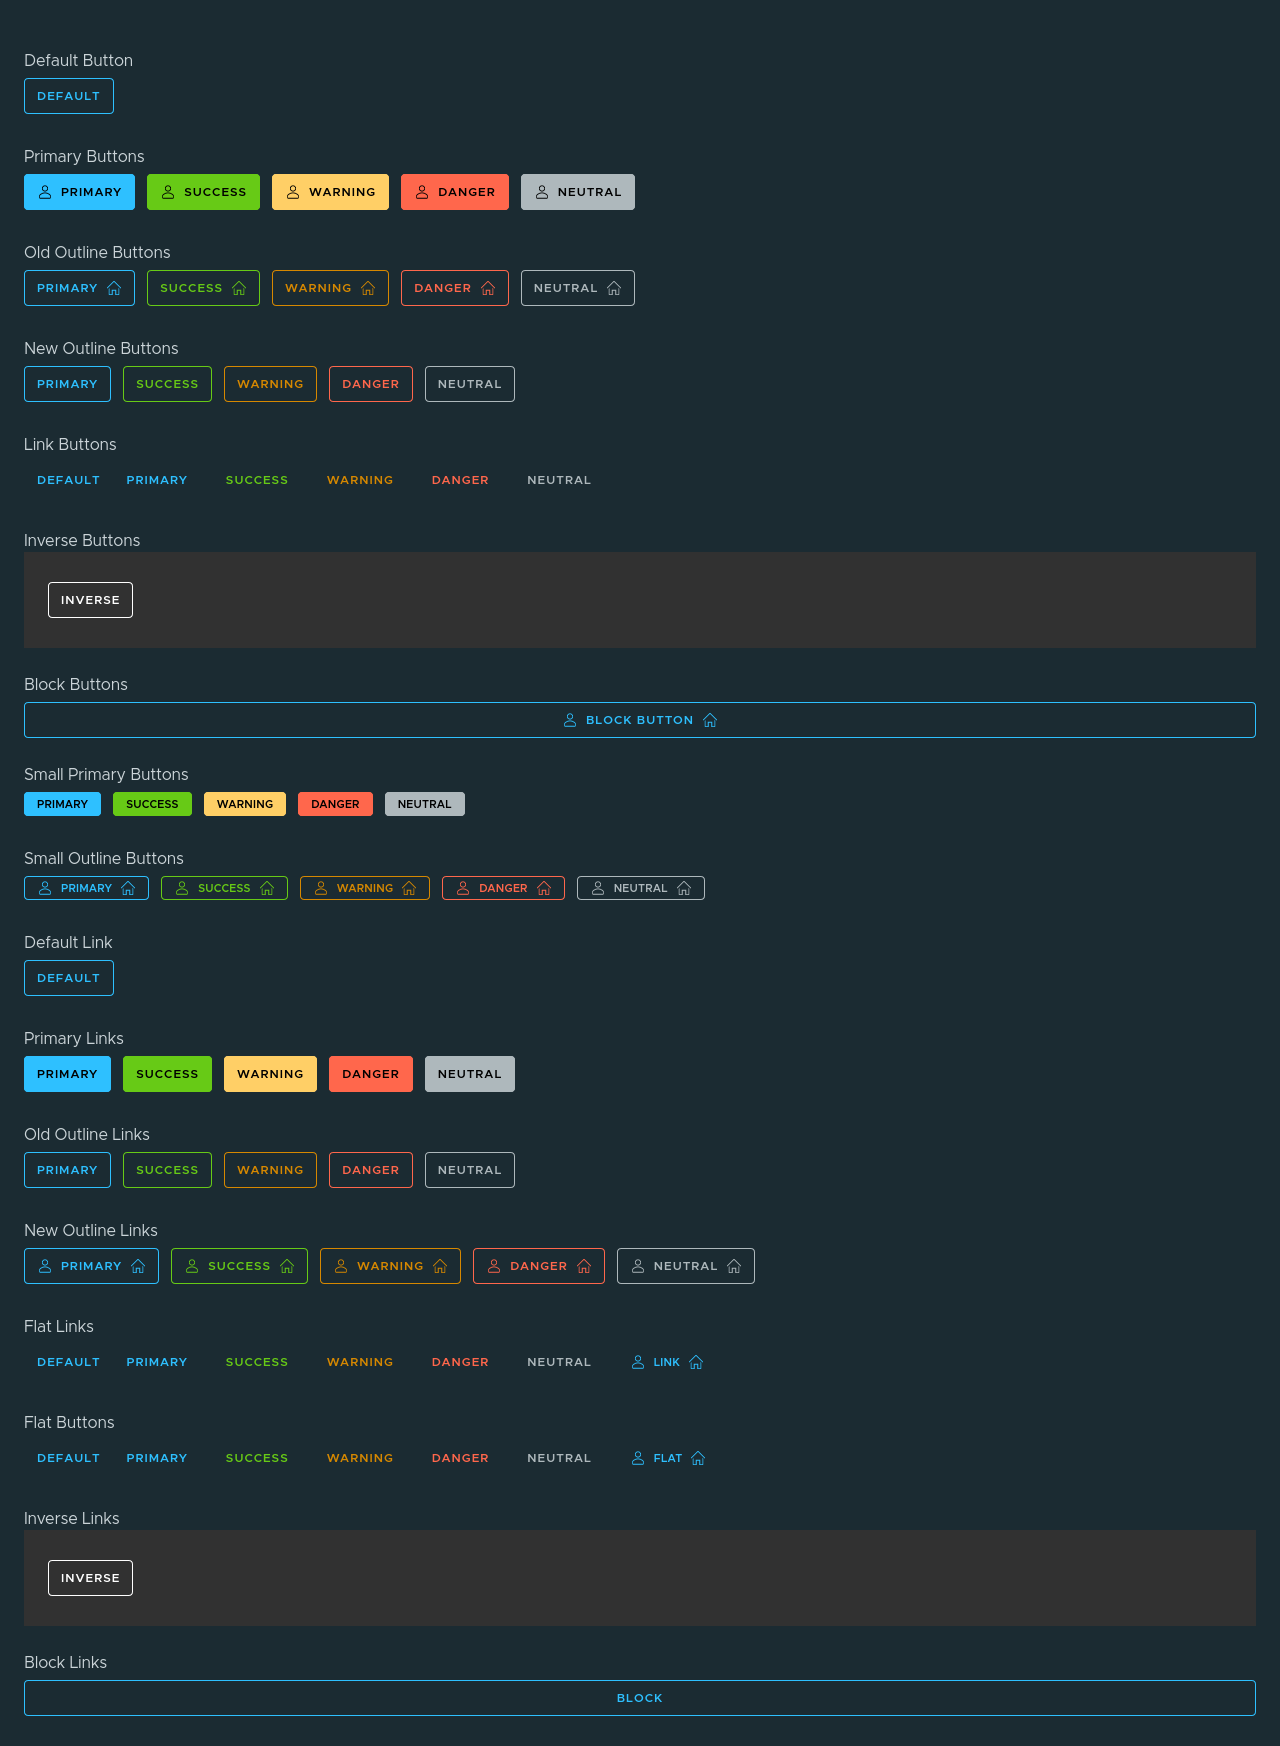 Default Button
DEFAULT
Primary Buttons
PRIMARY SUCCESS WARNING DANGER NEUTRAL
Old Outline Buttons
PRIMARY SUCCESS WARNING DANGER NEUTRAL
New Outline Buttons
PRIMARY SUCCESS WARNING DANGER NEUTRAL
Link Buttons
DEFAULT PRIMARY SUCCESS WARNING DANGER NEUTRAL
Inverse Buttons
INVERSE
Block Buttons
BLOCK BUTTON
Small Primary Buttons
PRIMARY SUCCESS WARNING DANGER NEUTRAL
Small Outline Buttons
PRIMARY SUCCESS WARNING DANGER NEUTRAL
Default Link
DEFAULT
Primary Links
PRIMARY SUCCESS WARNING DANGER NEUTRAL
Old Outline Links
PRIMARY SUCCESS WARNING DANGER NEUTRAL
New Outline Links
PRIMARY SUCCESS WARNING DANGER NEUTRAL
Flat Links
DEFAULT PRIMARY SUCCESS WARNING DANGER NEUTRAL LINK
Flat Buttons
DEFAULT PRIMARY SUCCESS WARNING DANGER NEUTRAL FLAT
Inverse Links
INVERSE
Block Links
BLOCK